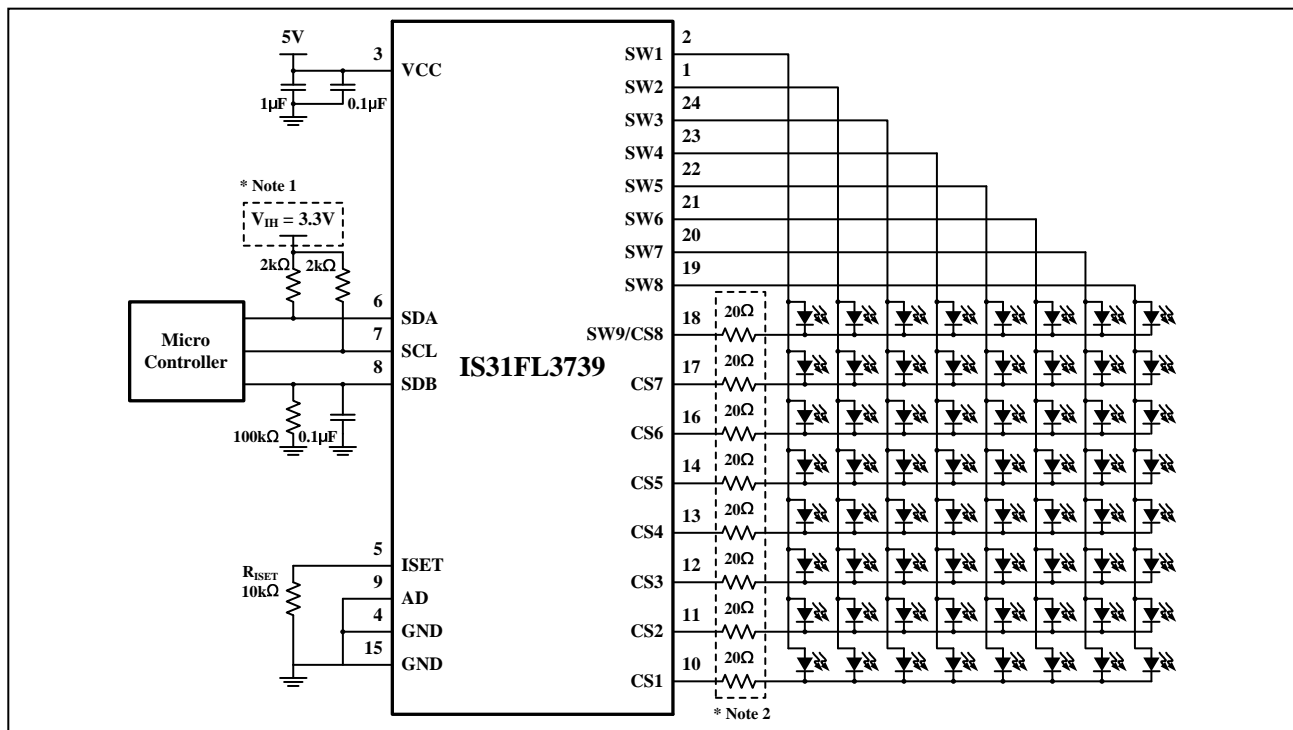 5V
3
VCC
1µF
0.1µF
* Note 1
VIH = 3.3V
2kΩ
2kΩ
Micro
Controller
6
SDA
7
SCL
8
SDB
100kΩ
0.1µF
5
ISET
RISET
10kΩ
9
AD
4
GND
15
GND
IS31FL3739
2
SW1
1
SW2
24
SW3
23
SW4
22
SW5
21
SW6
20
SW7
19
SW8
18
SW9/CS8
20Ω
17
CS7
20Ω
16
CS6
20Ω
14
CS5
20Ω
13
CS4
20Ω
12
CS3
20Ω
11
CS2
20Ω
10
CS1
20Ω
* Note 2